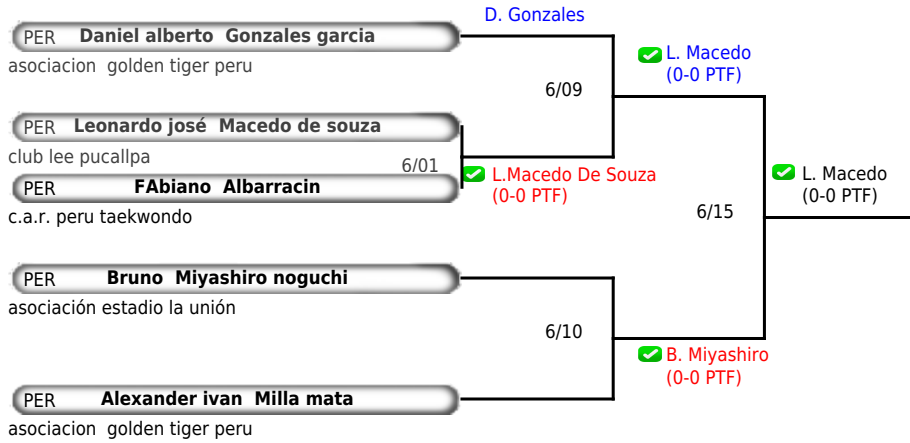 D. Gonzales
PER Daniel alberto Gonzales garcia
asociacion golden tiger peru
L. Macedo
(0-0 PTF)
6/09
PER Leonardo josé Macedo de souza
club lee pucallpa
6/01
PER FAbiano Albarracin
c.a.r. peru taekwondo
L.Macedo De Souza
(0-0 PTF)
L. Macedo
(0-0 PTF)
6/15
PER Bruno Miyashiro noguchi
asociación estadio la unión
6/10
B. Miyashiro
(0-0 PTF)
PER Alexander ivan Milla mata
asociacion golden tiger peru